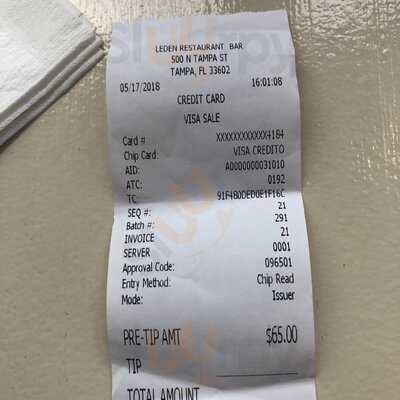 LEDEN RESTAURANT BAR
500 N TAMPA ST
TAMPA, FL 33602
05/17/2018 16:01:08
CREDIT CARD
VISA SALE
Card # XXXXXXXXXXXX4184
Chip Card: VISA CREDITO
AID: A0000000031010
ATC: 0192
TC: 91F4B0DEB0E1F16C
SEQ #: 21
Batch #: 291
INVOICE 21
SERVER 0001
Approval Code: 096501
Entry Method: Chip Read
Mode: Issuer
PRE-TIP AMT $65.00
TIP
TOTAL AMOUNT